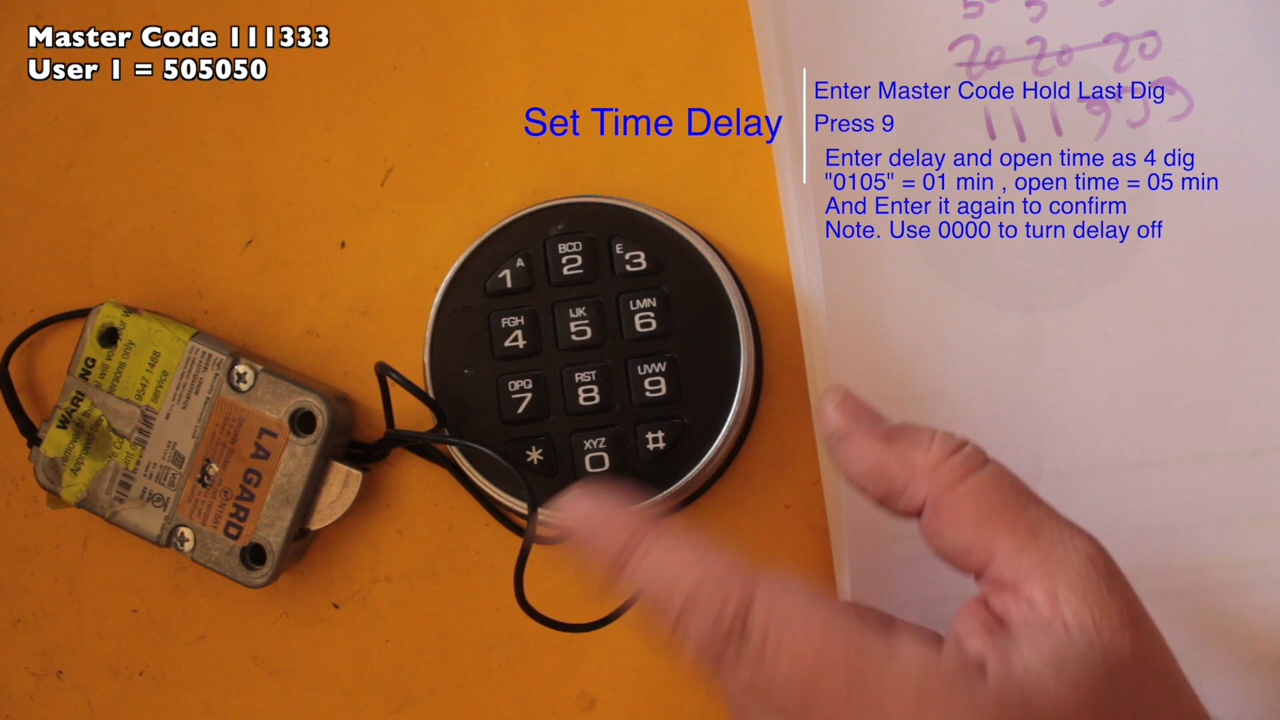 Master Code 111333
User 1 = 505050
Set Time Delay
Enter Master Code Hold Last Dig
Press 9
Enter delay and open time as 4 dig
"0105" = 01 min , open time = 05 min
And Enter it again to confirm
Note. Use 0000 to turn delay off
20 20 20
1 A
BCD 2
E 3
FGH 4
IJK 5
LMN 6
OPQ 7
RST 8
UVW 9
*
XYZ 0
#
WARNING
9547 1488
service
LA GARD